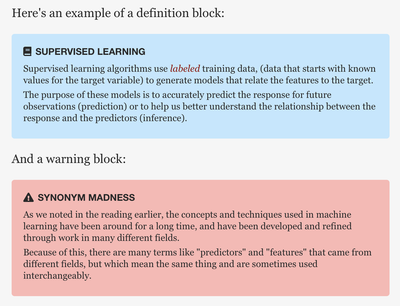 Here's an example of a definition block:
SUPERVISED LEARNING
Supervised learning algorithms use labeled training data, (data that starts with known
values for the target variable) to generate models that relate the features to the target.
The purpose of these models is to accurately predict the response for future
observations (prediction) or to help us better understand the relationship between the
response and the predictors (inference).
And a warning block:
SYNONYM MADNESS
As we noted in the reading earlier, the concepts and techniques used in machine
learning have been around for a long time, and have been developed and refined
through work in many different fields.
Because of this, there are many terms like "predictors" and "features" that came from
different fields, but which mean the same thing and are sometimes used
interchangeably.